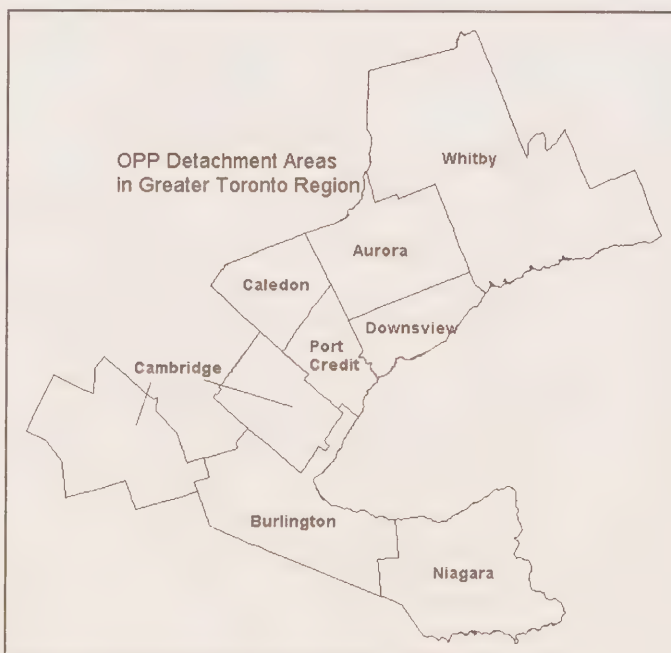 OPP Detachment Areas
in Greater Toronto Region
Whitby
Aurora
Caledon
Downsview
Port
Credit
Cambridge
Burlington
Niagara